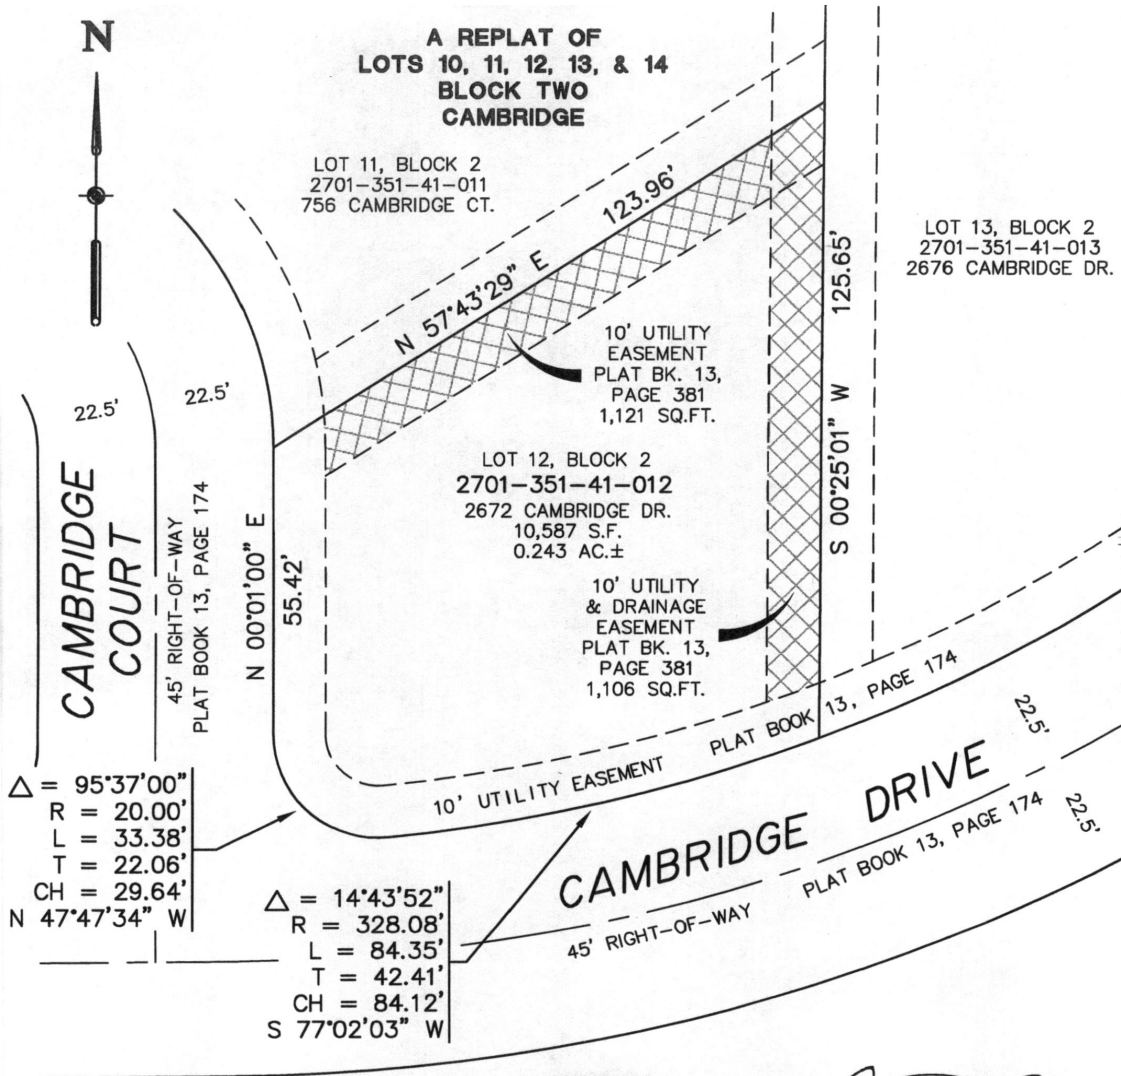 N
A REPLAT OF
LOTS 10, 11, 12, 13, & 14
BLOCK TWO
CAMBRIDGE
LOT 11, BLOCK 2
2701-351-41-011
756 CAMBRIDGE CT.
123.96'
N 57°43'29" E
LOT 13, BLOCK 2
2701-351-41-013
2676 CAMBRIDGE DR.
125.65'
S 00°25'01" W
10' UTILITY
EASEMENT
PLAT BK. 13,
PAGE 381
1,121 SQ.FT.
22.5'
22.5'
LOT 12, BLOCK 2
2701-351-41-012
2672 CAMBRIDGE DR.
10,587 S.F.
0.243 AC.±
CAMBRIDGE
COURT
45' RIGHT-OF-WAY
PLAT BOOK 13, PAGE 174
N 00°01'00" E
55.42'
10' UTILITY
& DRAINAGE
EASEMENT
PLAT BK. 13,
PAGE 381
1,106 SQ.FT.
10' UTILITY EASEMENT PLAT BOOK 13, PAGE 174
22.5'
22.5'
CAMBRIDGE DRIVE
45' RIGHT-OF-WAY PLAT BOOK 13, PAGE 174
△ = 95°37'00"
R = 20.00'
L = 33.38'
T = 22.06'
CH = 29.64'
N 47°47'34" W
△ = 14°43'52"
R = 328.08'
L = 84.35'
T = 42.41'
CH = 84.12'
S 77°02'03" W